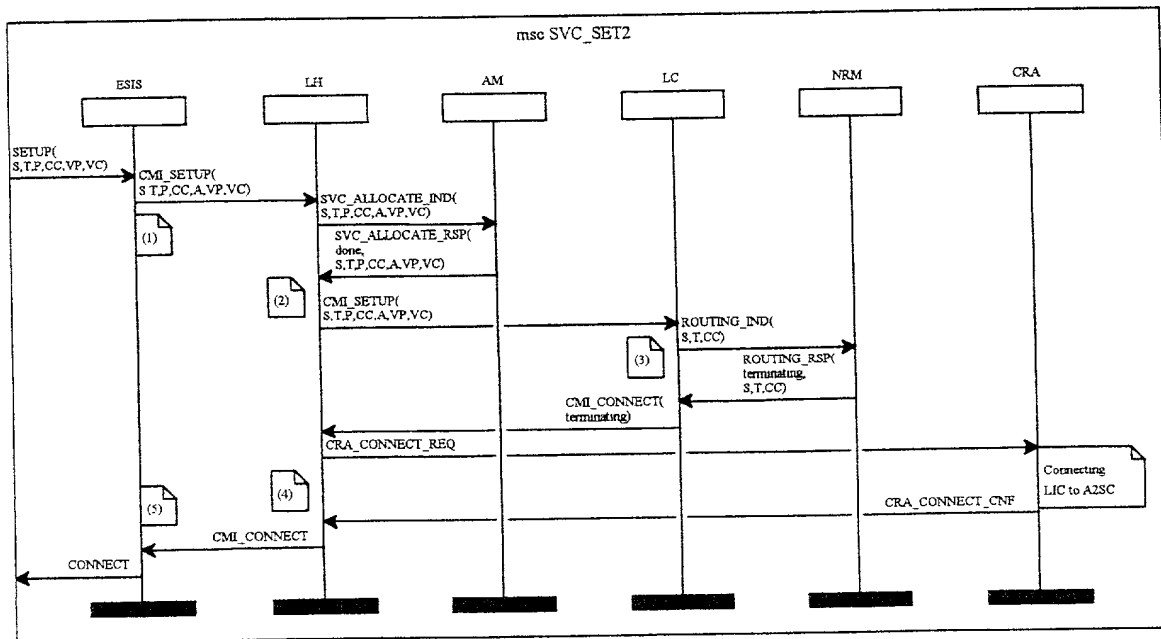 msc SVC_SET2
ESIS
LH
AM
LC
NRM
CRA
SETUP(
S,T,P,CC,VP,VC)
CMI_SETUP(
S T,P,CC,A,VP,VC)
SVC_ALLOCATE_IND(
S,T,P,CC,A,VP,VC)
(1)
SVC_ALLOCATE_RSP(
done,
S,T,P,CC,A,VP,VC)
(2)
CMI_SETUP(
S,T,P,CC,A,VP,VC)
ROUTING_IND(
S,T,CC)
(3)
ROUTING_RSP(
terminating,
S,T,CC)
CMI_CONNECT(
terminating)
CRA_CONNECT_REQ
Connecting
LIC to A2SC
(4)
(5)
CRA_CONNECT_CNF
CMI_CONNECT
CONNECT